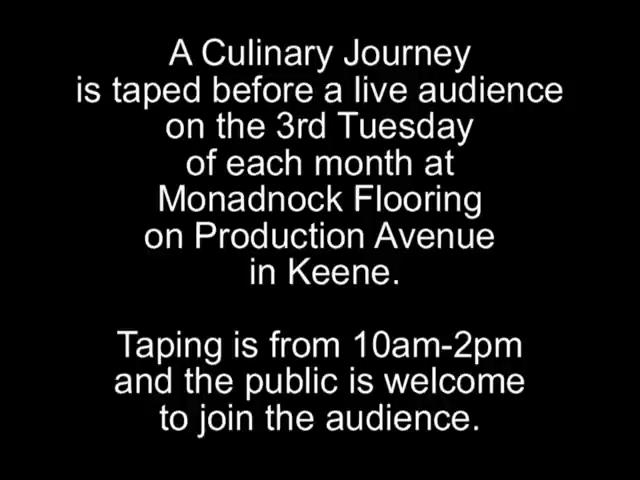 A Culinary Journey
is taped before a live audience
on the 3rd Tuesday
of each month at
Monadnock Flooring
on Production Avenue
in Keene.
Taping is from 10am-2pm
and the public is welcome
to join the audience.